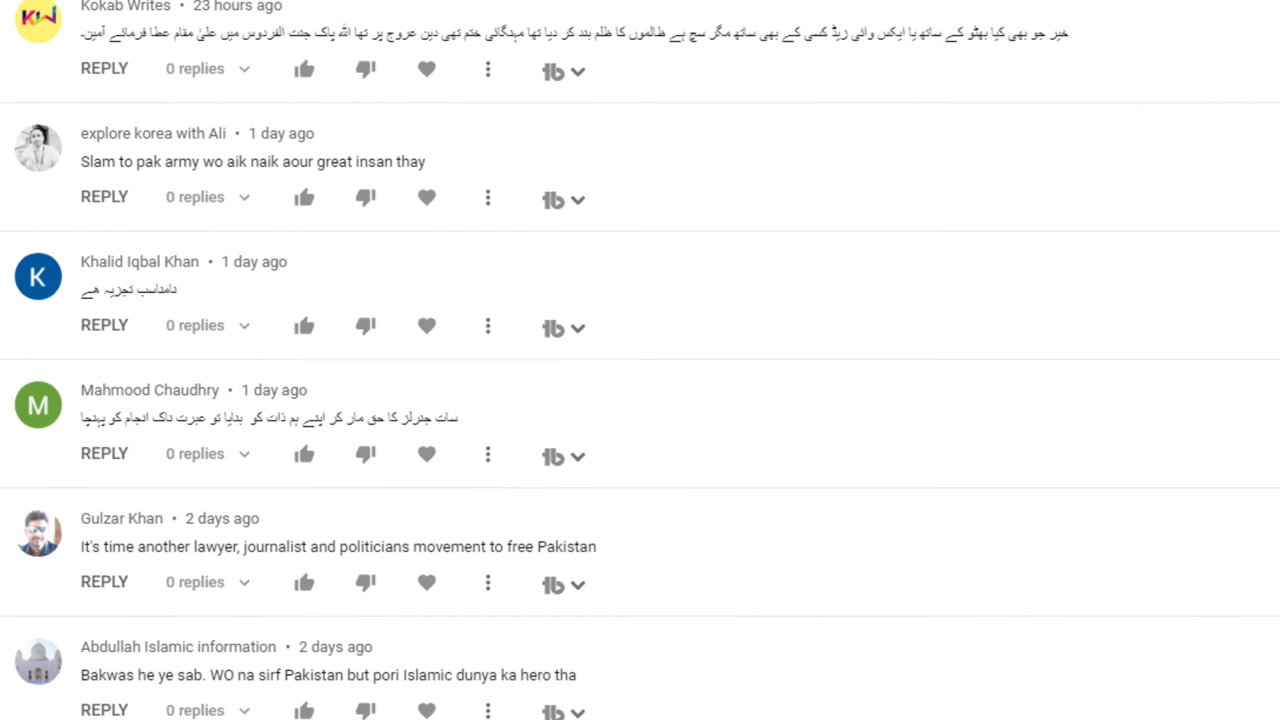 Kokab Writes • 23 hours ago
خیر جو بھی کیا بھٹو کے ساتھ یا ایکس وائی زیڈ کسی کے بھی ساتھ مگر سچ ہے ظالموں کا ظلم بند کر دیا تھا مہنگائی ختم تھی دین عروج پر تھا اللہ پاک جنت الفردوس میں علیٰ مقام عطا فرمائے آمین۔
REPLY 0 replies
explore korea with Ali • 1 day ago
Slam to pak army wo aik naik aour great insan thay
REPLY 0 replies
Khalid Iqbal Khan • 1 day ago
نامناسب تجزیہ ھے
REPLY 0 replies
Mahmood Chaudhry • 1 day ago
سات جنرلز کا حق مار کر اپنے ہم ذات کو بنایا تو عبرت ناک انجام کو پہنچا
REPLY 0 replies
Gulzar Khan • 2 days ago
It's time another lawyer, journalist and politicians movement to free Pakistan
REPLY 0 replies
Abdullah Islamic information • 2 days ago
Bakwas he ye sab. WO na sirf Pakistan but pori Islamic dunya ka hero tha
REPLY 0 replies